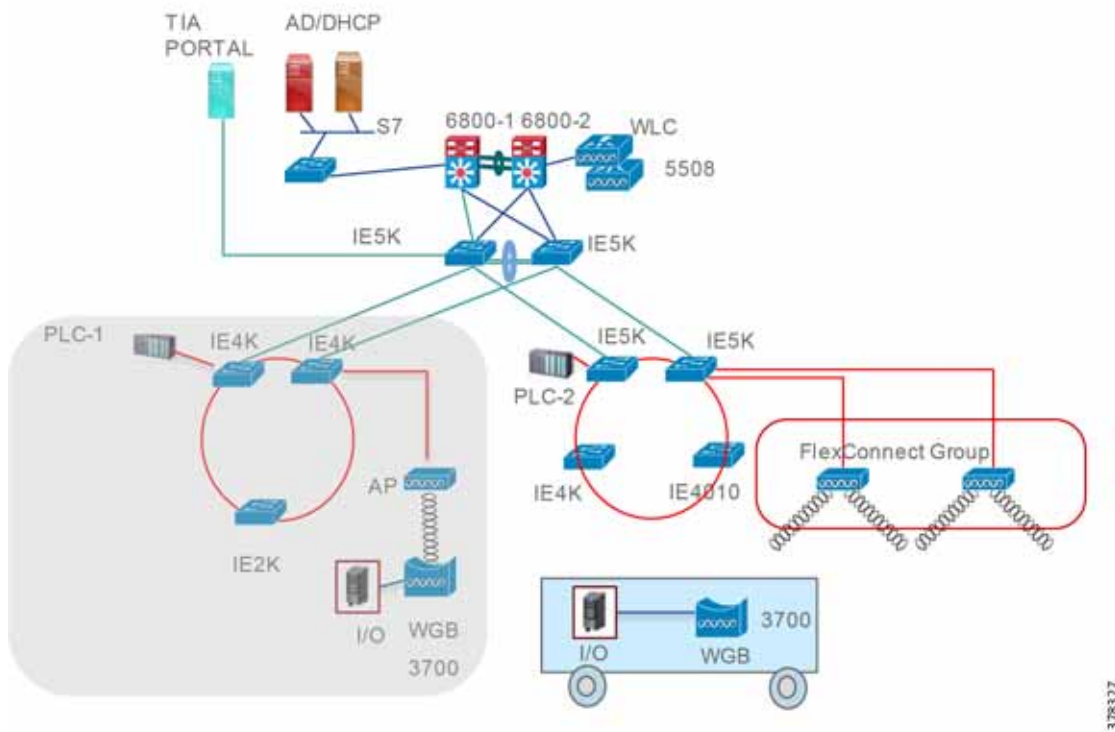 TIA
PORTAL
AD/DHCP
S7
6800-1 6800-2
WLC
5508
IE5K
IE5K
PLC-1
IE4K
IE4K
IE5K
IE5K
PLC-2
FlexConnect Group
AP
IE4K
IE4010
IE2K
I/O
WGB
3700
I/O
WGB
3700
378327